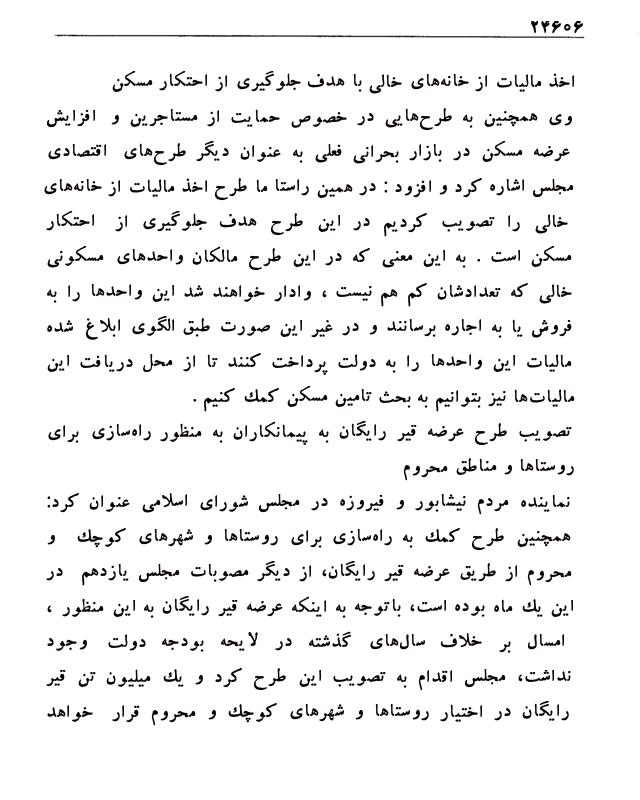 ۲۴۶۰۶
اخذ مالیات از خانه‌های خالی با هدف جلوگیری از احتکار مسکن
وی همچنین به طرح‌هایی در خصوص حمایت از مستاجرین و افزایش
عرضه مسکن در بازار بحرانی فعلی به عنوان دیگر طرح‌های اقتصادی
مجلس اشاره کرد و افزود : در همین راستا ما طرح اخذ مالیات از خانه‌های
خالی را تصویب کردیم در این طرح هدف جلوگیری از احتکار
مسکن است . به این معنی که در این طرح مالکان واحدهای مسکونی
خالی که تعدادشان کم هم نیست ، وادار خواهند شد این واحدها را به
فروش یا به اجاره برسانند و در غیر این صورت طبق الگوی ابلاغ شده
مالیات این واحدها را به دولت پرداخت کنند تا از محل دریافت این
مالیات‌ها نیز بتوانیم به بحث تامین مسکن کمك کنیم .
تصویب طرح عرضه قیر رایگان به پیمانکاران به منظور راه‌سازی برای
روستاها و مناطق محروم
نماینده مردم نیشابور و فیروزه در مجلس شورای اسلامی عنوان کرد:
همچنین طرح کمك به راه‌سازی برای روستاها و شهرهای کوچك و
محروم از طریق عرضه قیر رایگان، از دیگر مصوبات مجلس یازدهم در
این یك ماه بوده است، باتوجه به اینکه عرضه قیر رایگان به این منظور ،
امسال بر خلاف سال‌های گذشته در لایحه بودجه دولت وجود
نداشت، مجلس اقدام به تصویب این طرح کرد و یك میلیون تن قیر
رایگان در اختیار روستاها و شهرهای کوچك و محروم قرار خواهد